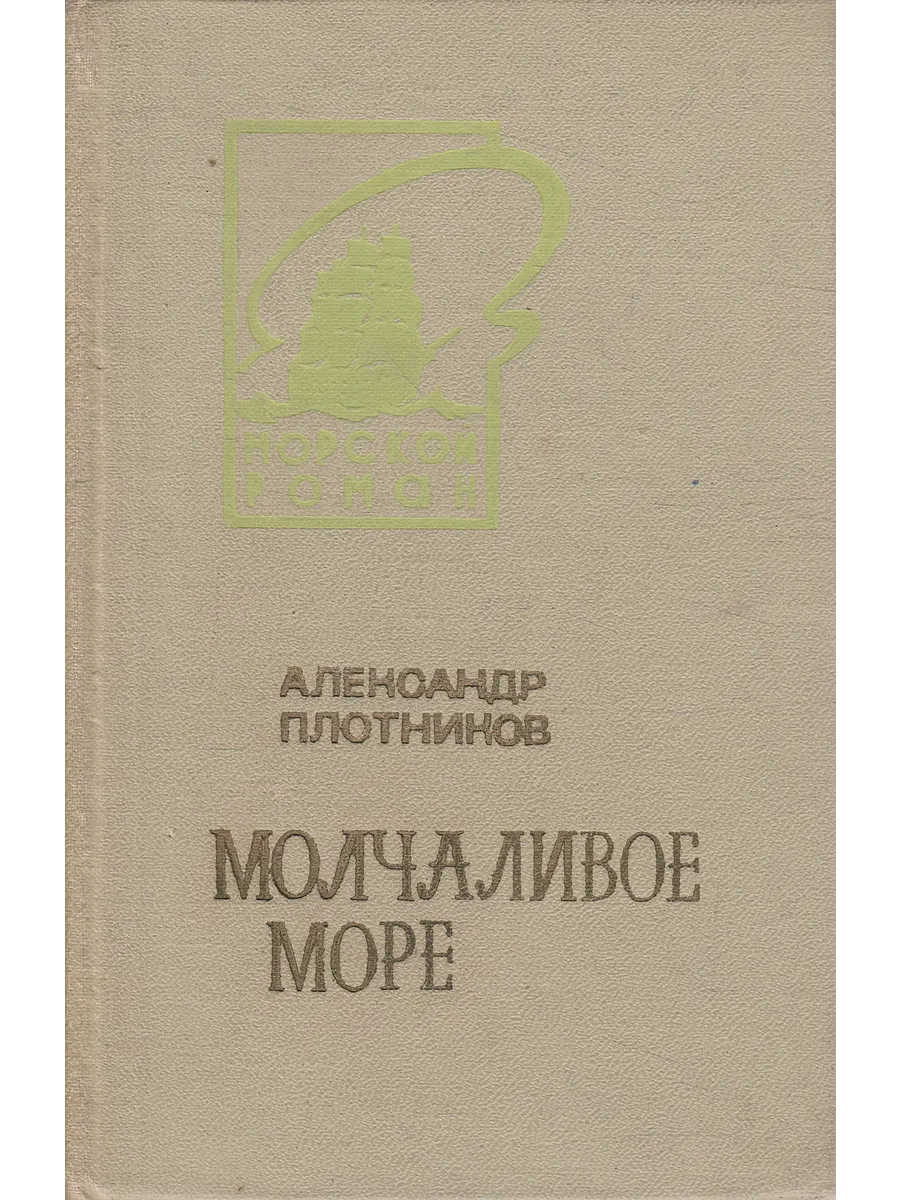 МОРСКОЙ
РОМАН
АЛЕКСАНДР
ПЛОТНИКОВ
МОЛЧАЛИВОЕ
МОРЕ